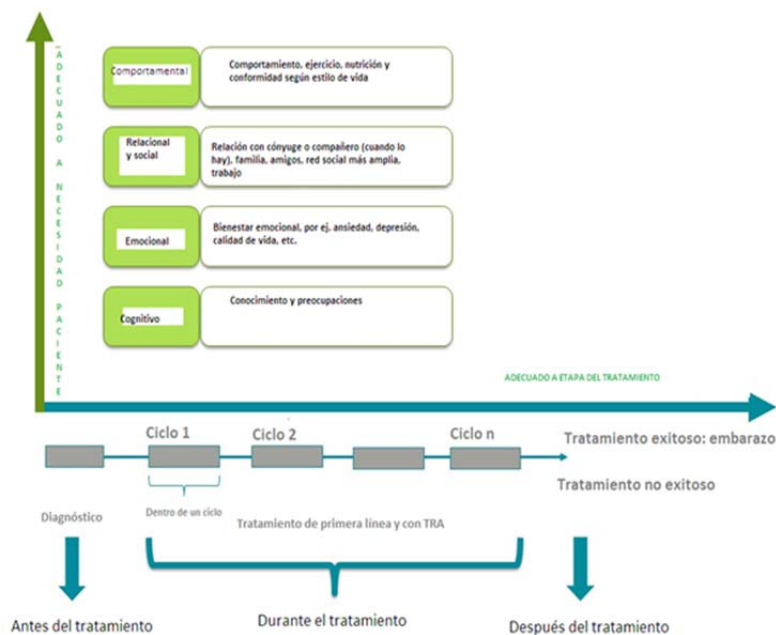 ADECUADO A NECESIDAD PACIENTE
Comportamental
Comportamiento, ejercicio, nutrición y
conformidad según estilo de vida
Relacional
y social
Relación con cónyuge o compañero (cuando lo
hay), familia, amigos, red social más amplia,
trabajo
Emocional
Bienestar emocional, por ej. ansiedad, depresión,
calidad de vida, etc.
Cognitivo
Conocimiento y preocupaciones
ADECUADO A ETAPA DEL TRATAMIENTO
Ciclo 1
Ciclo 2
Ciclo n
Tratamiento exitoso: embarazo
Tratamiento no exitoso
Diagnóstico
Dentro de un ciclo
Tratamiento de primera línea y con TRA
Antes del tratamiento
Durante el tratamiento
Después del tratamiento